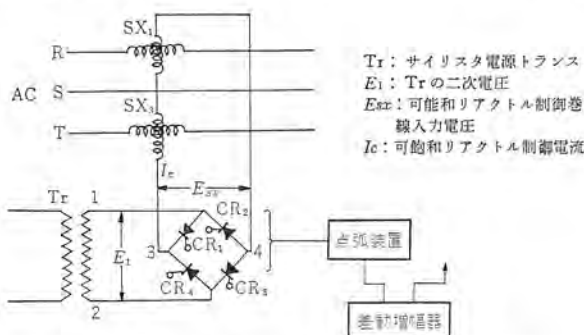 SX₁
R
AC S
SX₃
T
Ic
Esx
Tr 1
CR₂
3 CR₁ 4
E₁
CR₄ CR₃
2
Tr：サイリスタ電源トランス
E₁：Trの二次電圧
Esx：可能和リアクトル制御巻
線入力電圧
Ic：可飽和リアクトル制御電流
点弧装置
差動増幅器